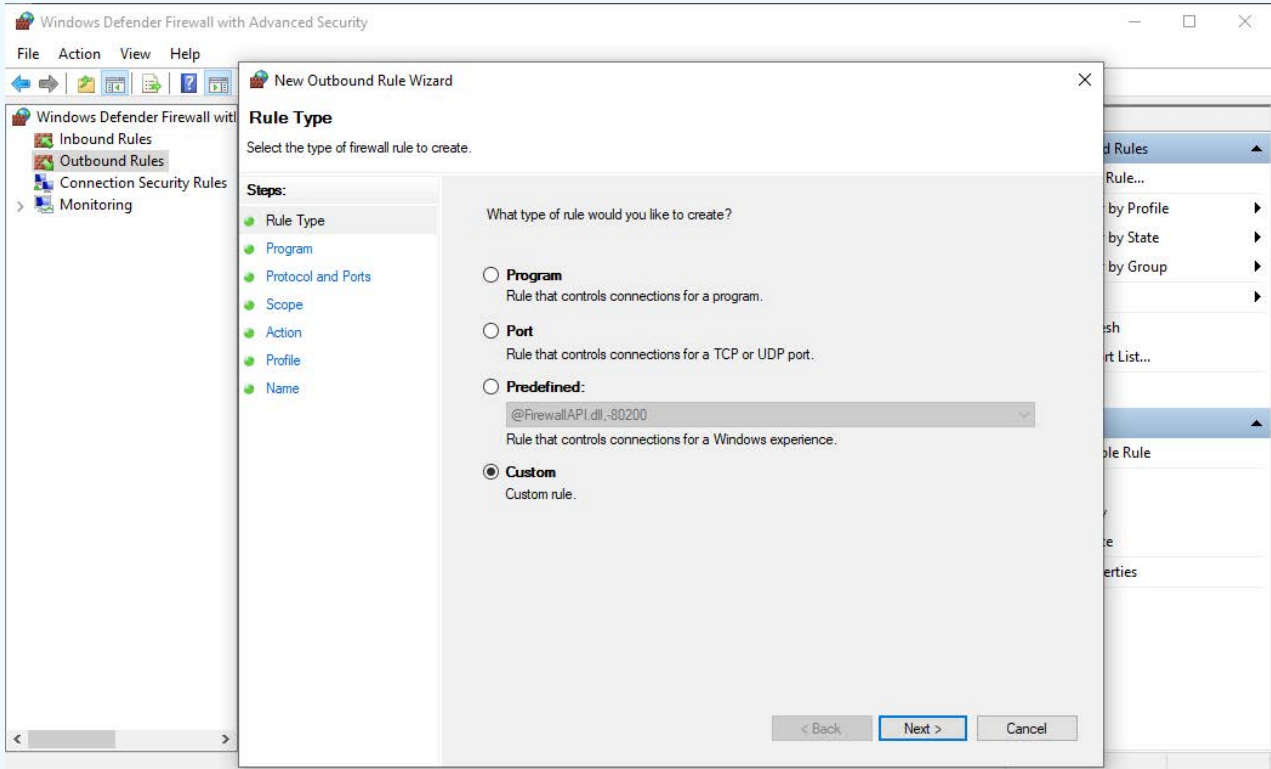 Windows Defender Firewall with Advanced Security
File Action View Help
Windows Defender Firewall with
Inbound Rules
Outbound Rules
Connection Security Rules
Monitoring
New Outbound Rule Wizard
Rule Type
Select the type of firewall rule to create.
Steps:
Rule Type
Program
Protocol and Ports
Scope
Action
Profile
Name
What type of rule would you like to create?
Program
Rule that controls connections for a program.
Port
Rule that controls connections for a TCP or UDP port.
Predefined:
@FirewallAPI.dll,-80200
Rule that controls connections for a Windows experience.
Custom
Custom rule.
< Back Next > Cancel
d Rules
Rule...
by Profile
by State
by Group
sh
rt List...
ble Rule
te
erties